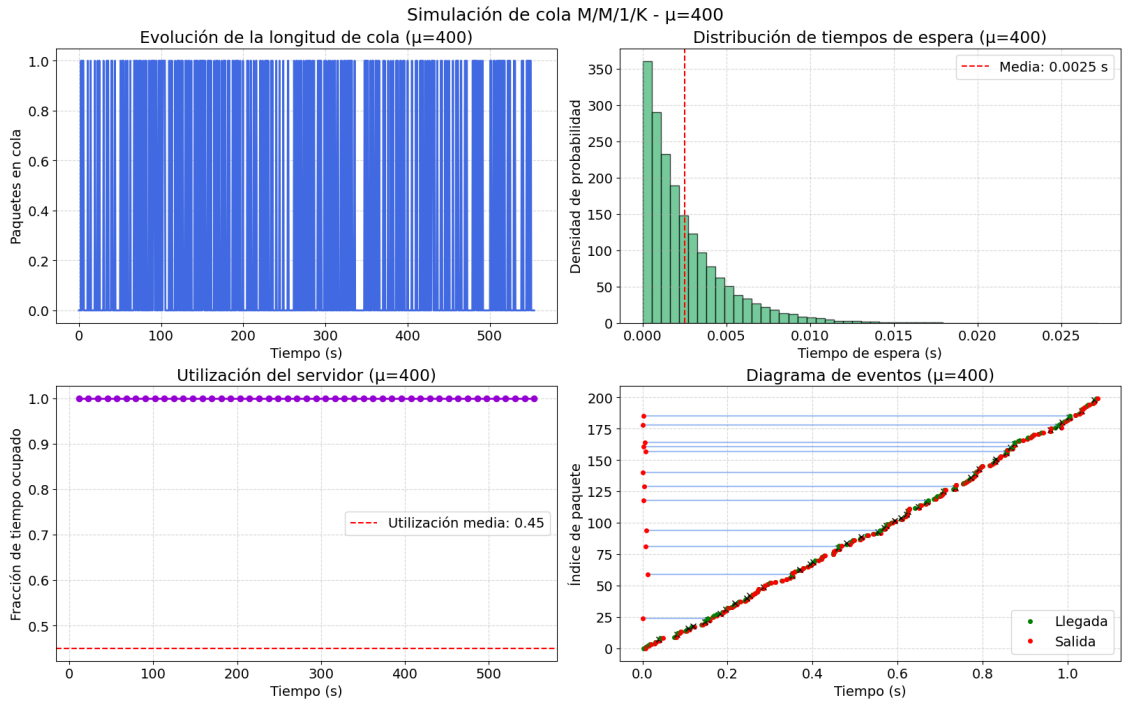 Simulación de cola M/M/1/K - μ=400
Evolución de la longitud de cola (μ=400)
Paquetes en cola
1.0
0.8
0.6
0.4
0.2
0.0
0 100 200 300 400 500
Tiempo (s)
Distribución de tiempos de espera (μ=400)
Densidad de probabilidad
350
300
250
200
150
100
50
0
Media: 0.0025 s
0.000 0.005 0.010 0.015 0.020 0.025
Tiempo de espera (s)
Utilización del servidor (μ=400)
Fracción de tiempo ocupado
1.0
0.9
0.8
0.7
0.6
0.5
Utilización media: 0.45
0 100 200 300 400 500
Tiempo (s)
Diagrama de eventos (μ=400)
Índice de paquete
200
175
150
125
100
75
50
25
0
Llegada
Salida
0.0 0.2 0.4 0.6 0.8 1.0
Tiempo (s)